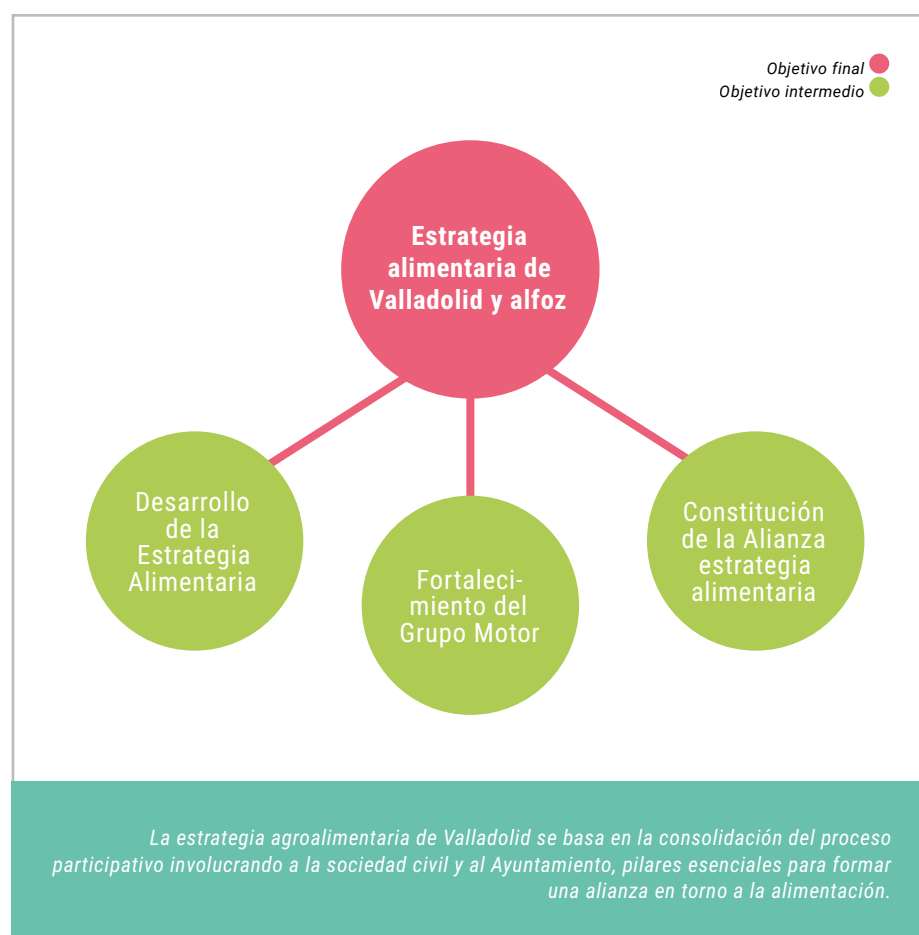 Objetivo final
Objetivo intermedio
Estrategia
alimentaria de
Valladolid y alfoz
Desarrollo
de la
Estrategia
Alimentaria
Fortaleci-
miento del
Grupo Motor
Constitución
de la Alianza
estrategia
alimentaria
La estrategia agroalimentaria de Valladolid se basa en la consolidación del proceso
participativo involucrando a la sociedad civil y al Ayuntamiento, pilares esenciales para formar
una alianza en torno a la alimentación.